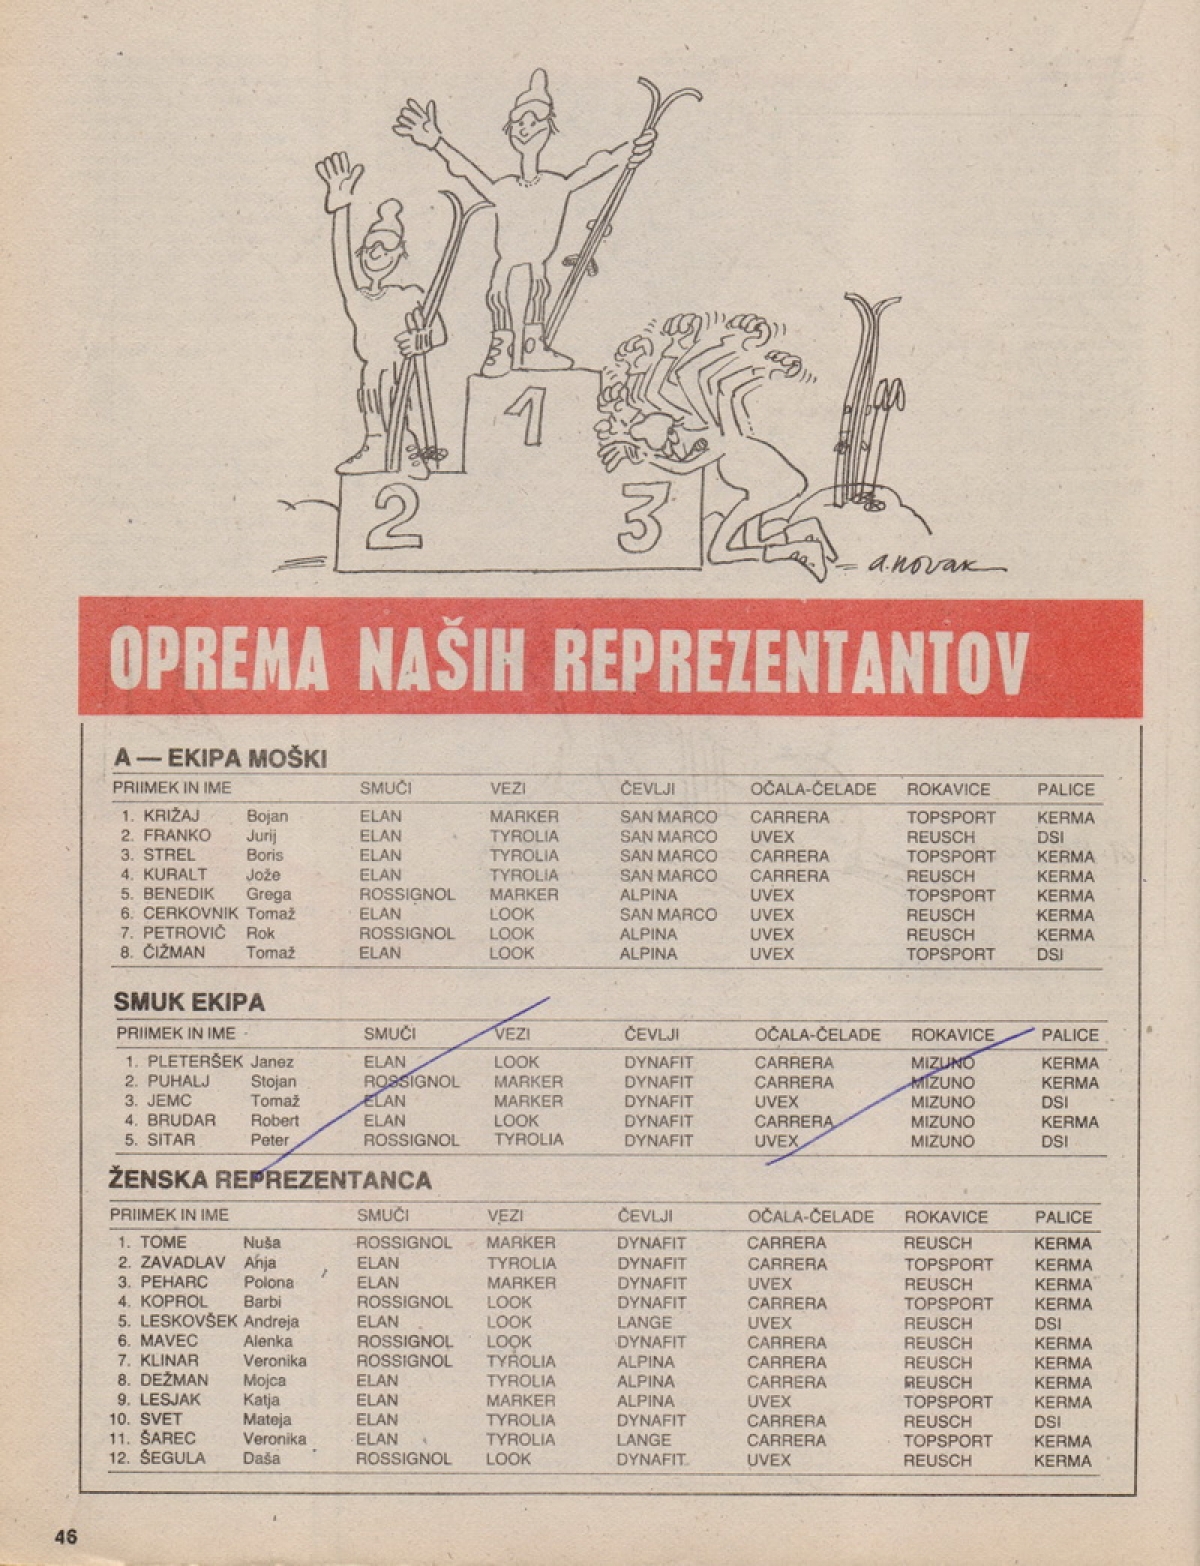 1
2
3
a.novak
OPREMA NAŠIH REPREZENTANTOV
A — EKIPA MOŠKI
PRIIMEK IN IME SMUČI VEZI ČEVLJI OČALA-ČELADE ROKAVICE PALICE
1. KRIŽAJ Bojan ELAN MARKER SAN MARCO CARRERA TOPSPORT KERMA
2. FRANKO Jurij ELAN TYROLIA SAN MARCO UVEX REUSCH DSI
3. STREL Boris ELAN TYROLIA SAN MARCO CARRERA TOPSPORT KERMA
4. KURALT Jože ELAN TYROLIA SAN MARCO CARRERA REUSCH KERMA
5. BENEDIK Grega ROSSIGNOL MARKER ALPINA UVEX TOPSPORT KERMA
6. CERKOVNIK Tomaž ELAN LOOK SAN MARCO UVEX REUSCH KERMA
7. PETROVIČ Rok ROSSIGNOL LOOK ALPINA UVEX REUSCH KERMA
8. ČIŽMAN Tomaž ELAN LOOK ALPINA UVEX TOPSPORT DSI
SMUK EKIPA
PRIIMEK IN IME SMUČI VEZI ČEVLJI OČALA-ČELADE ROKAVICE PALICE
1. PLETERŠEK Janez ELAN LOOK DYNAFIT CARRERA MIZUNO KERMA
2. PUHALJ Stojan ROSSIGNOL MARKER DYNAFIT CARRERA MIZUNO KERMA
3. JEMC Tomaž ELAN MARKER DYNAFIT UVEX MIZUNO DSI
4. BRUDAR Robert ELAN LOOK DYNAFIT CARRERA MIZUNO KERMA
5. SITAR Peter ROSSIGNOL TYROLIA DYNAFIT UVEX MIZUNO DSI
ŽENSKA REPREZENTANCA
PRIIMEK IN IME SMUČI VEZI ČEVLJI OČALA-ČELADE ROKAVICE PALICE
1. TOME Nuša ROSSIGNOL MARKER DYNAFIT CARRERA REUSCH KERMA
2. ZAVADLAV Anja ELAN TYROLIA DYNAFIT CARRERA TOPSPORT KERMA
3. PEHARC Polona ELAN MARKER DYNAFIT UVEX REUSCH KERMA
4. KOPROL Barbi ROSSIGNOL LOOK DYNAFIT CARRERA TOPSPORT KERMA
5. LESKOVŠEK Andreja ELAN LOOK LANGE UVEX REUSCH DSI
6. MAVEC Alenka ROSSIGNOL LOOK DYNAFIT CARRERA REUSCH KERMA
7. KLINAR Veronika ROSSIGNOL TYROLIA ALPINA CARRERA REUSCH KERMA
8. DEŽMAN Mojca ELAN TYROLIA ALPINA CARRERA REUSCH KERMA
9. LESJAK Katja ELAN MARKER ALPINA UVEX TOPSPORT KERMA
10. SVET Mateja ELAN TYROLIA DYNAFIT CARRERA REUSCH DSI
11. ŠAREC Veronika ELAN TYROLIA LANGE CARRERA TOPSPORT KERMA
12. ŠEGULA Daša ROSSIGNOL LOOK DYNAFIT UVEX REUSCH KERMA
46